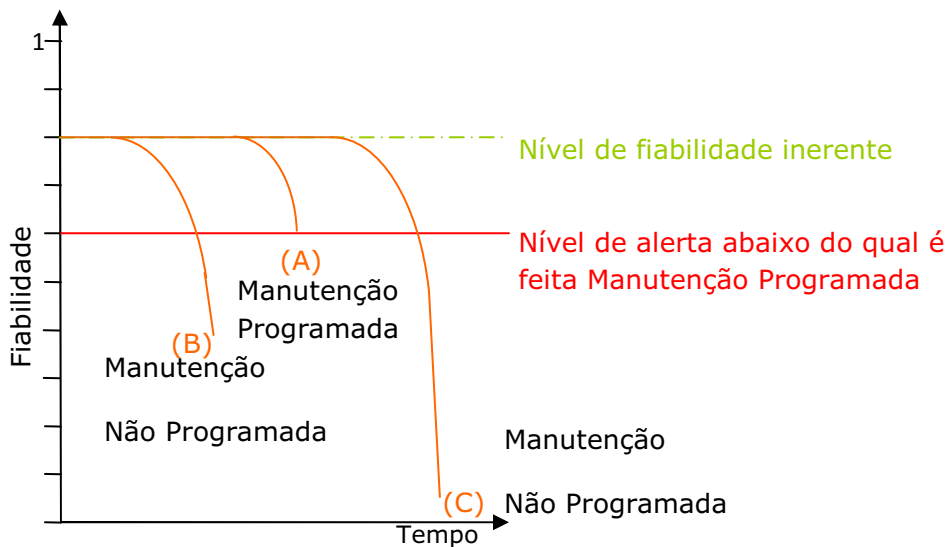 1
Nível de fiabilidade inerente
Nível de alerta abaixo do qual é
feita Manutenção Programada
(A)
Manutenção
Programada
(B)
Manutenção
Não Programada
Manutenção
(C) Não Programada
Fiabilidade
Tempo